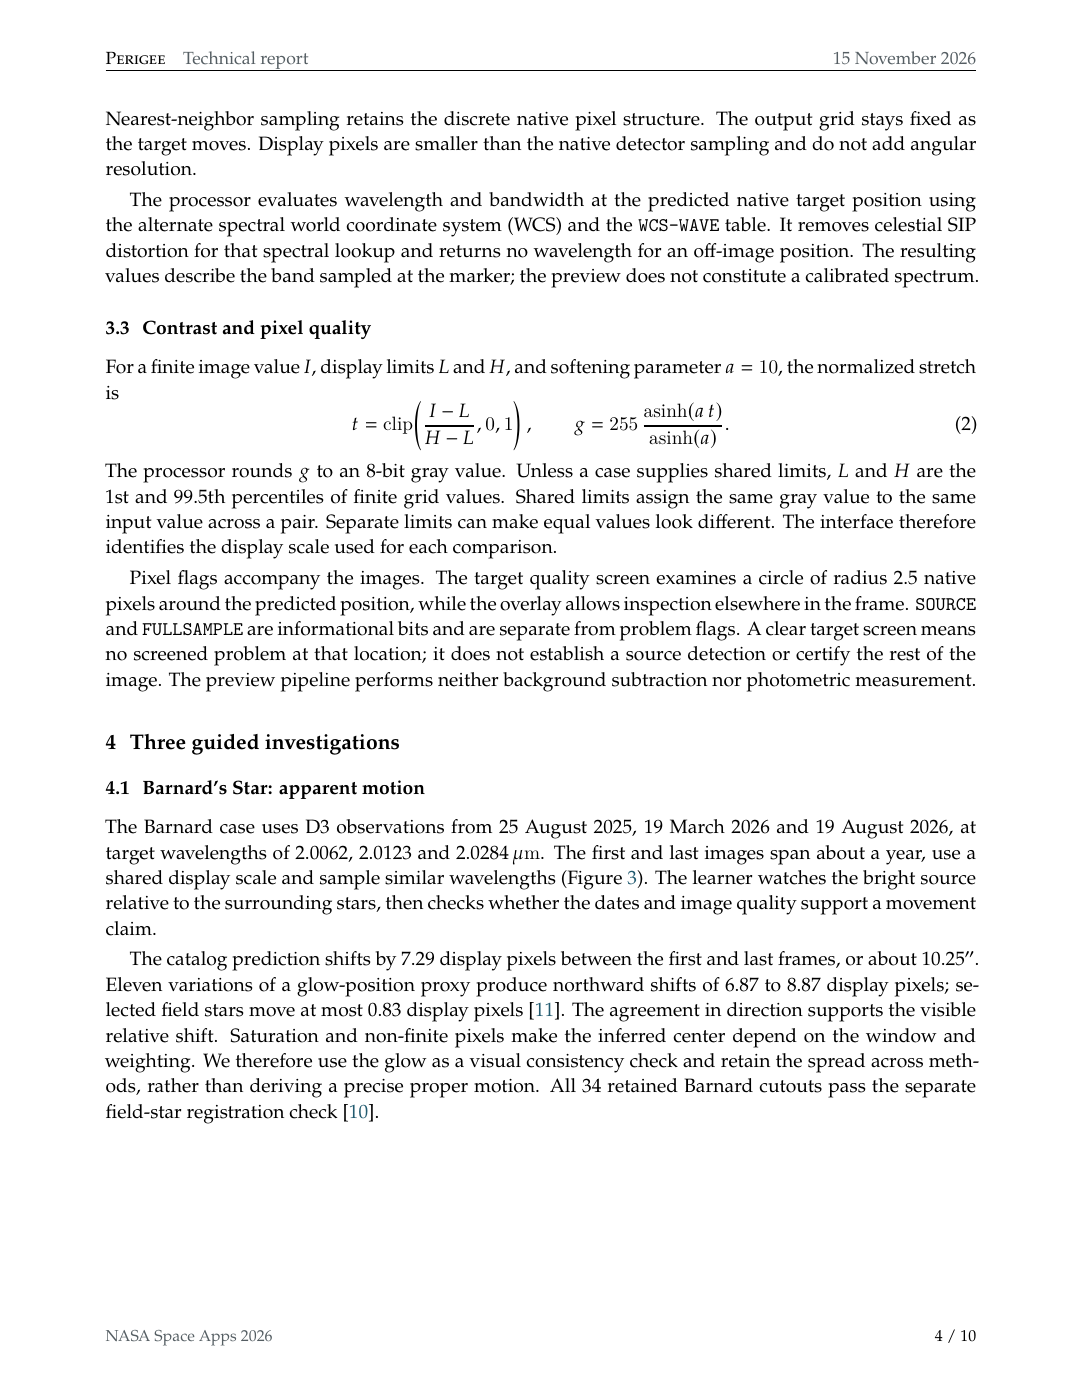 PERIGEE Technical report 15 November 2026
Nearest-neighbor sampling retains the discrete native pixel structure. The output grid stays fixed as
the target moves. Display pixels are smaller than the native detector sampling and do not add angular
resolution.
The processor evaluates wavelength and bandwidth at the predicted native target position using
the alternate spectral world coordinate system (WCS) and the WCS-WAVE table. It removes celestial SIP
distortion for that spectral lookup and returns no wavelength for an off-image position. The resulting
values describe the band sampled at the marker; the preview does not constitute a calibrated spectrum.
3.3 Contrast and pixel quality
For a finite image value I, display limits L and H, and softening parameter a = 10, the normalized stretch
is
t = clip( (I − L)/(H − L), 0, 1 ), g = 255 asinh(a t)/asinh(a). (2)
The processor rounds g to an 8-bit gray value. Unless a case supplies shared limits, L and H are the
1st and 99.5th percentiles of finite grid values. Shared limits assign the same gray value to the same
input value across a pair. Separate limits can make equal values look different. The interface therefore
identifies the display scale used for each comparison.
Pixel flags accompany the images. The target quality screen examines a circle of radius 2.5 native
pixels around the predicted position, while the overlay allows inspection elsewhere in the frame. SOURCE
and FULLSAMPLE are informational bits and are separate from problem flags. A clear target screen means
no screened problem at that location; it does not establish a source detection or certify the rest of the
image. The preview pipeline performs neither background subtraction nor photometric measurement.
4 Three guided investigations
4.1 Barnard's Star: apparent motion
The Barnard case uses D3 observations from 25 August 2025, 19 March 2026 and 19 August 2026, at
target wavelengths of 2.0062, 2.0123 and 2.0284 μm. The first and last images span about a year, use a
shared display scale and sample similar wavelengths (Figure 3). The learner watches the bright source
relative to the surrounding stars, then checks whether the dates and image quality support a movement
claim.
The catalog prediction shifts by 7.29 display pixels between the first and last frames, or about 10.25″.
Eleven variations of a glow-position proxy produce northward shifts of 6.87 to 8.87 display pixels; se-
lected field stars move at most 0.83 display pixels [11]. The agreement in direction supports the visible
relative shift. Saturation and non-finite pixels make the inferred center depend on the window and
weighting. We therefore use the glow as a visual consistency check and retain the spread across meth-
ods, rather than deriving a precise proper motion. All 34 retained Barnard cutouts pass the separate
field-star registration check [10].
NASA Space Apps 2026 4 / 10